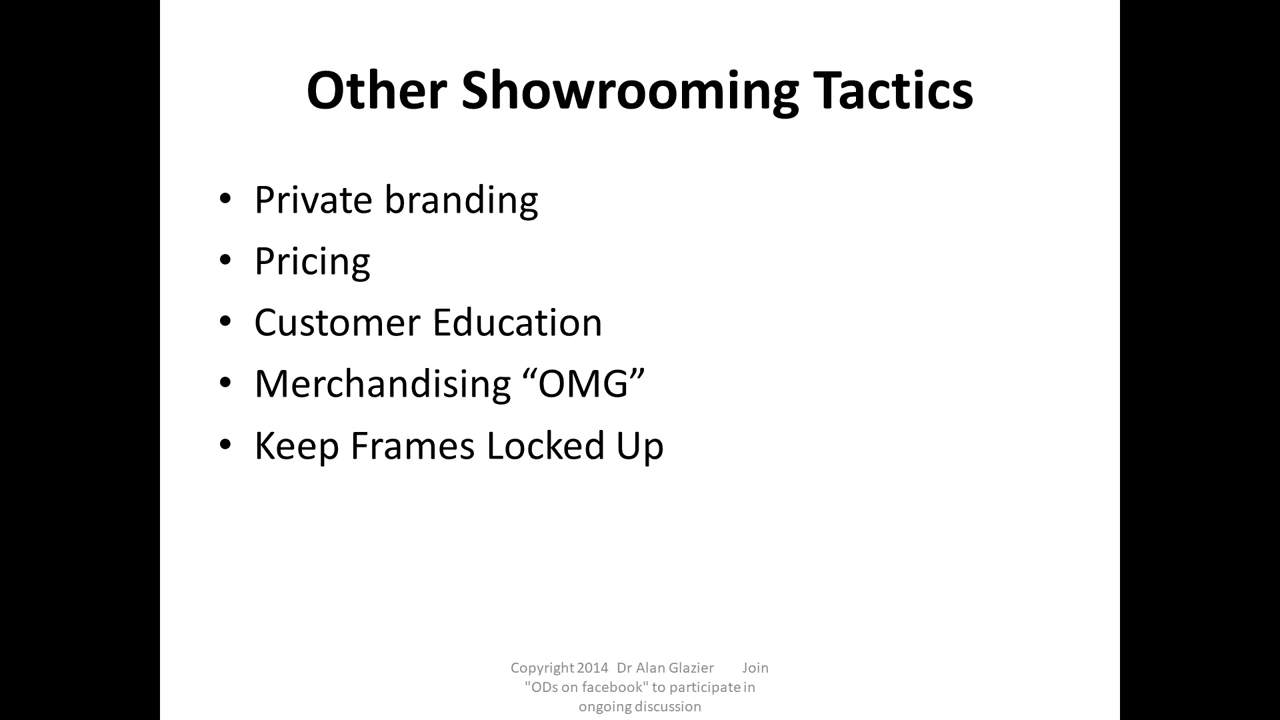 Other Showrooming Tactics
• Private branding
• Pricing
• Customer Education
• Merchandising “OMG”
• Keep Frames Locked Up
Copyright 2014 Dr Alan Glazier Join
"ODs on facebook" to participate in
ongoing discussion